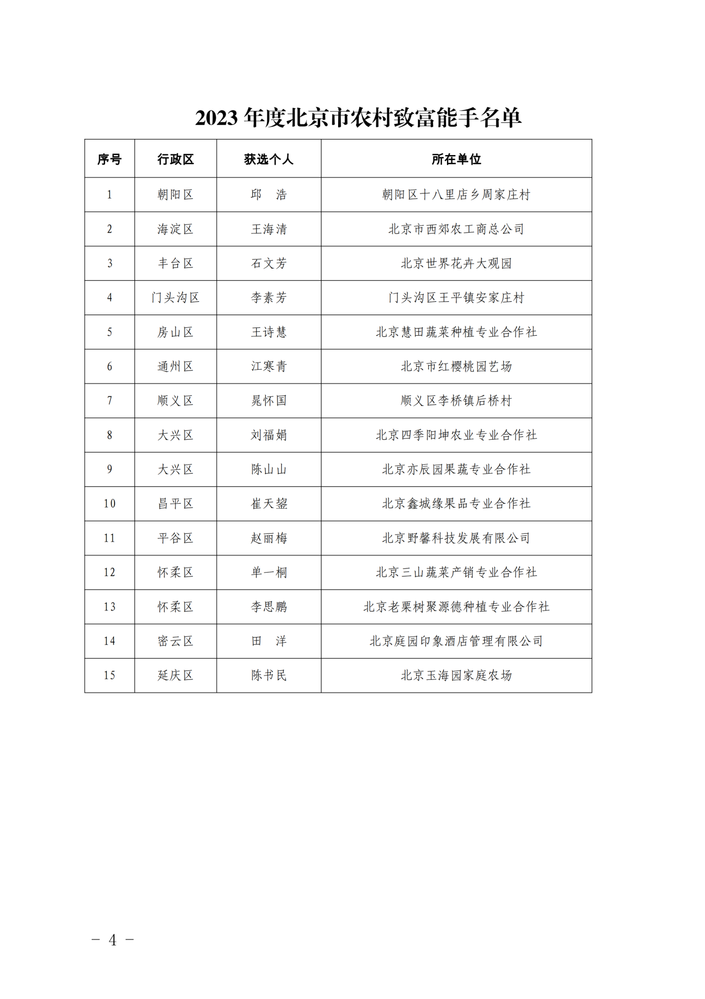 2023 年度北京市农村致富能手名单
序号 行政区 获选个人 所在单位
1 朝阳区 邱　浩 朝阳区十八里店乡周家庄村
2 海淀区 王海清 北京市西郊农工商总公司
3 丰台区 石文芳 北京世界花卉大观园
4 门头沟区 李素芳 门头沟区王平镇安家庄村
5 房山区 王诗慧 北京慧田蔬菜种植专业合作社
6 通州区 江寒青 北京市红樱桃园艺场
7 顺义区 晁怀国 顺义区李桥镇后桥村
8 大兴区 刘福娟 北京四季阳坤农业专业合作社
9 大兴区 陈山山 北京亦辰园果蔬专业合作社
10 昌平区 崔天鋆 北京鑫城缘果品专业合作社
11 平谷区 赵丽梅 北京野馨科技发展有限公司
12 怀柔区 单一桐 北京三山蔬菜产销专业合作社
13 怀柔区 李思鹏 北京老栗树聚源德种植专业合作社
14 密云区 田　洋 北京庭园印象酒店管理有限公司
15 延庆区 陈书民 北京玉海园家庭农场
－ 4 －